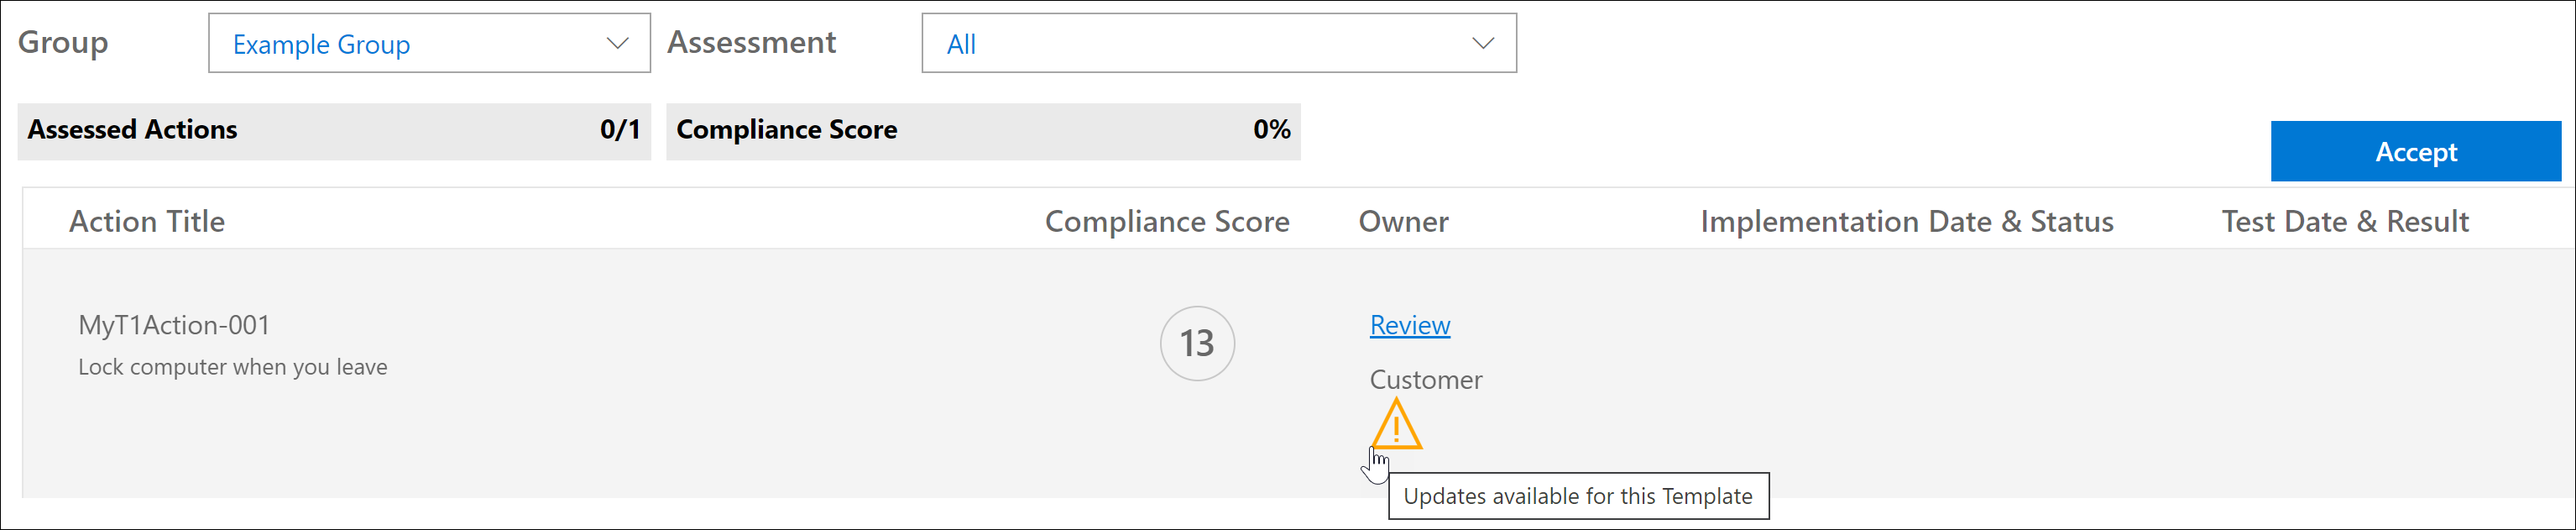 Group Example Group Assessment All
Assessed Actions 0/1 Compliance Score 0%
Accept
Action Title Compliance Score Owner Implementation Date & Status Test Date & Result
MyT1Action-001
Lock computer when you leave
13
Review
Customer
Updates available for this Template